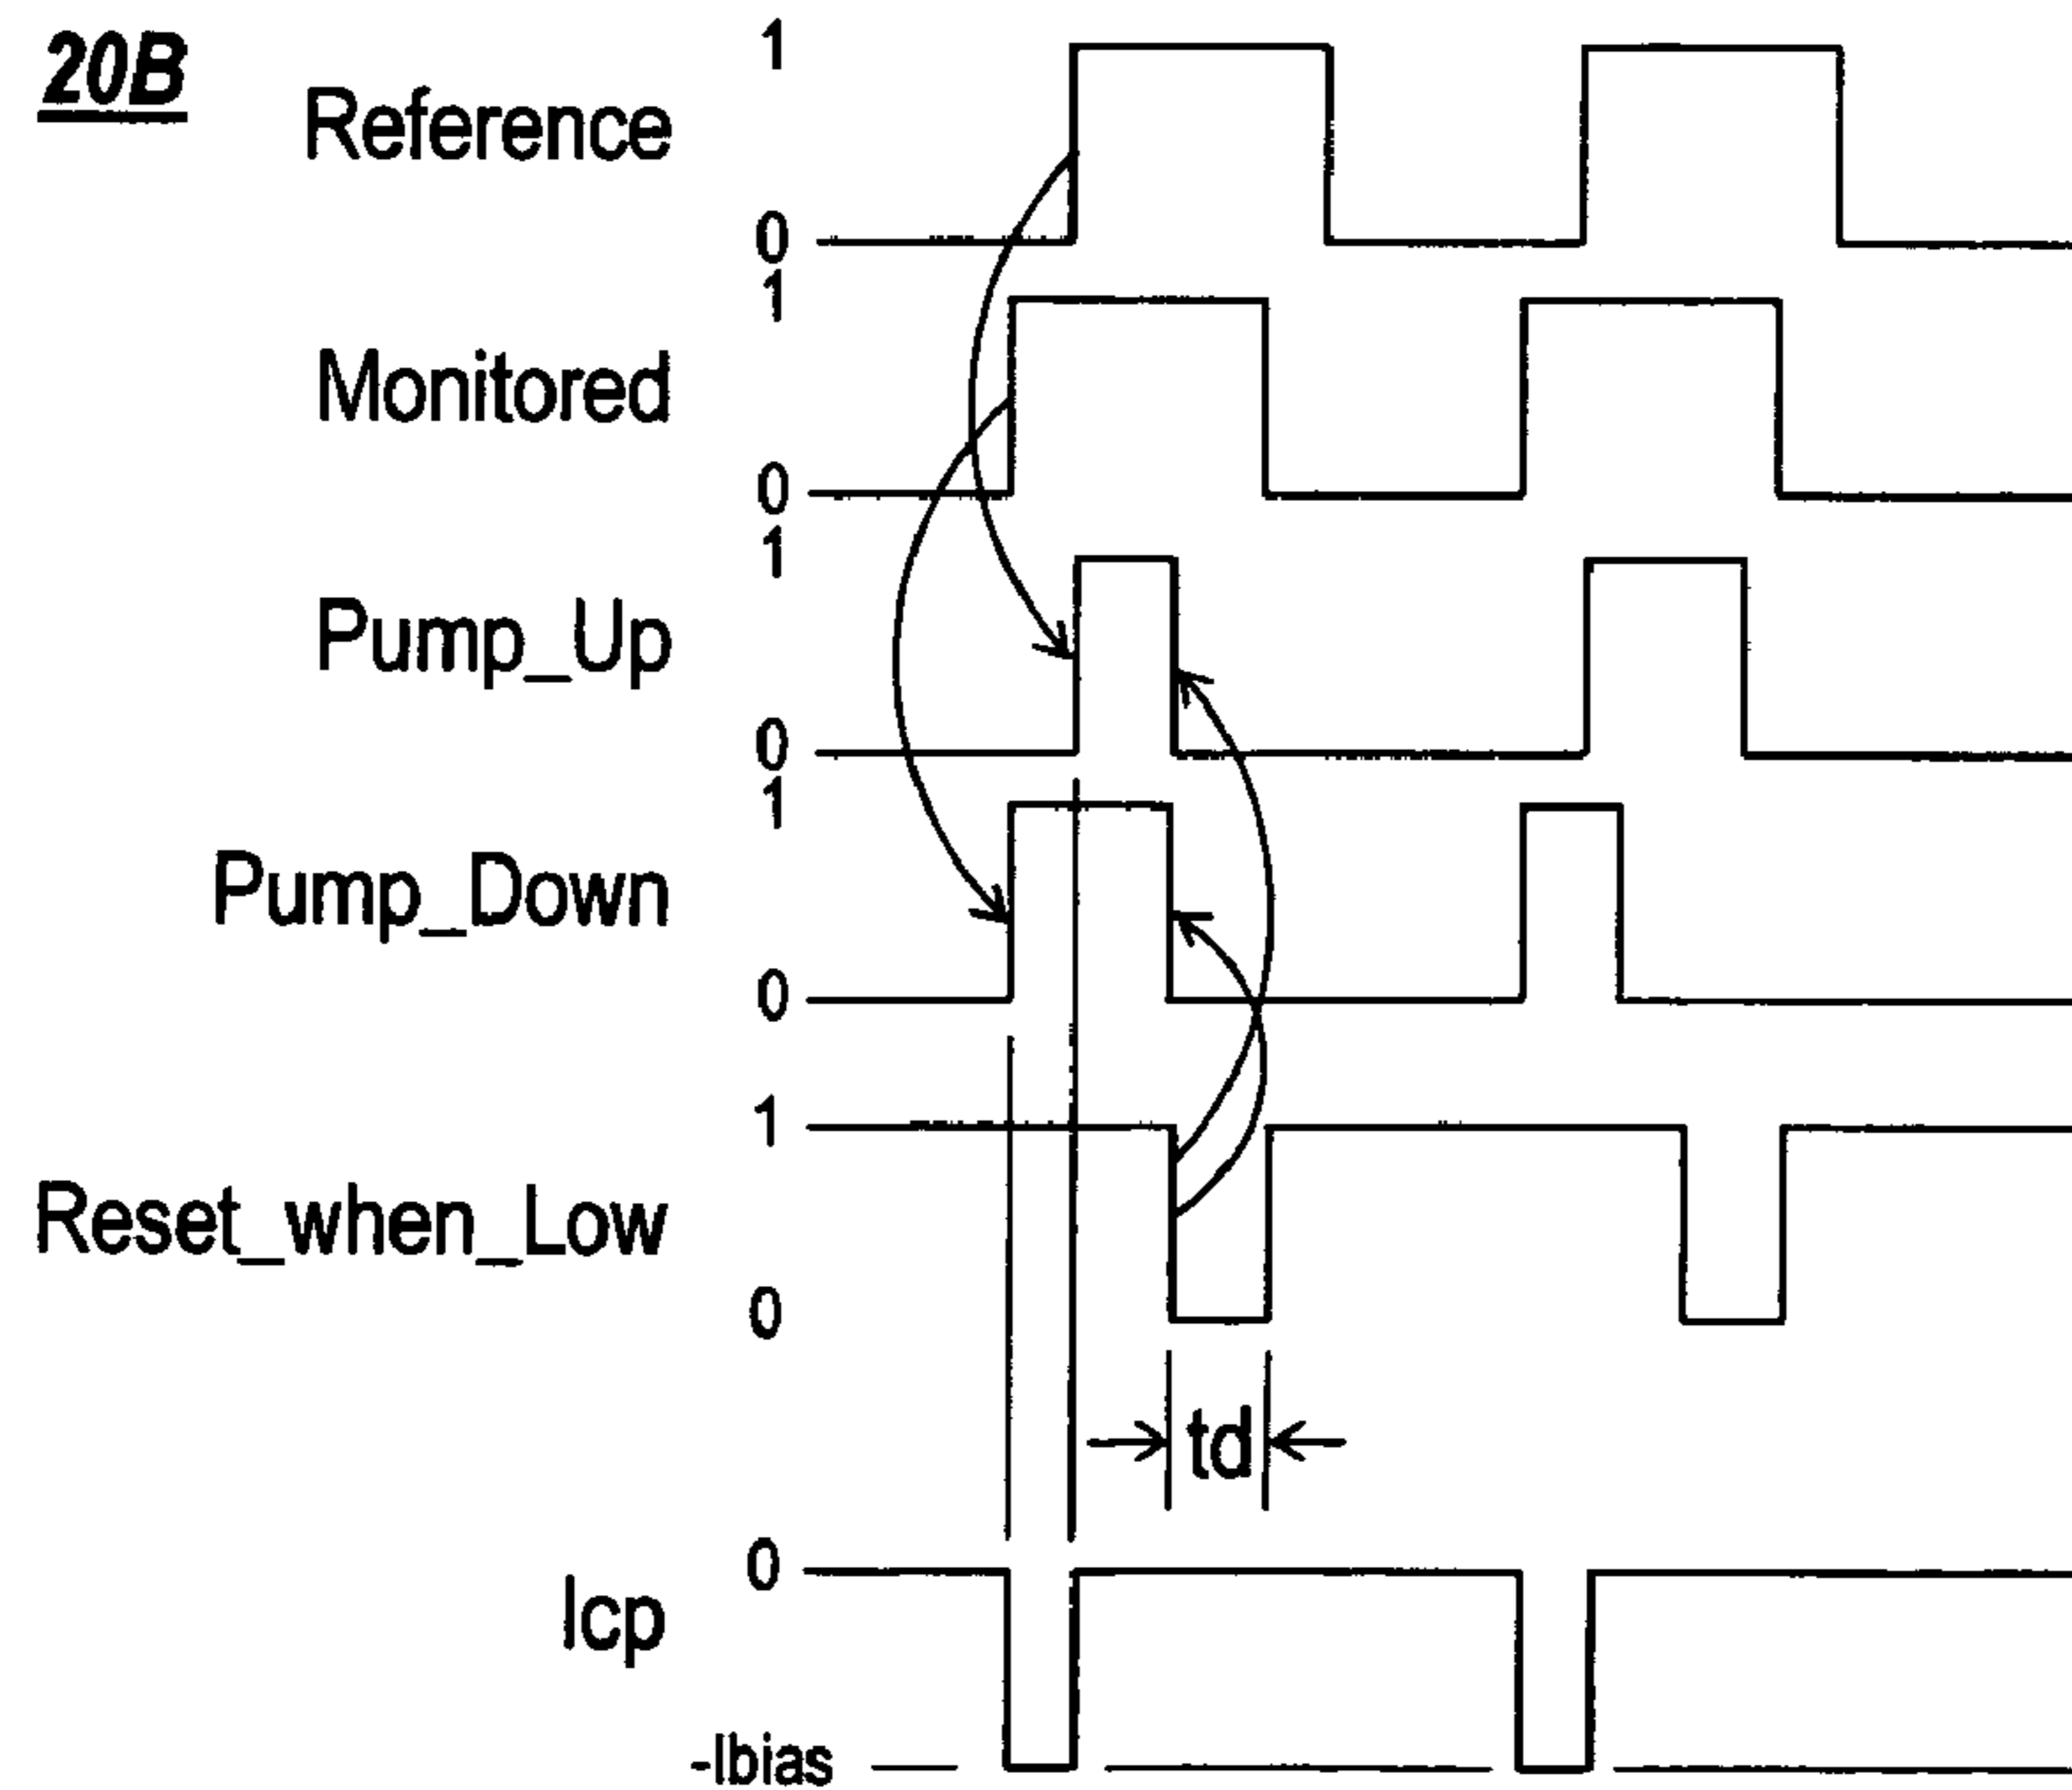 20B
1
Reference
0
1
Monitored
0
1
Pump_Up
0
1
Pump_Down
0
1
Reset_when_Low
0
td
0
Icp
-Ibias